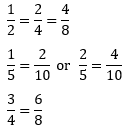 1/2 = 2/4 = 4/8
1/5 = 2/10 or 2/5 = 4/10
3/4 = 6/8